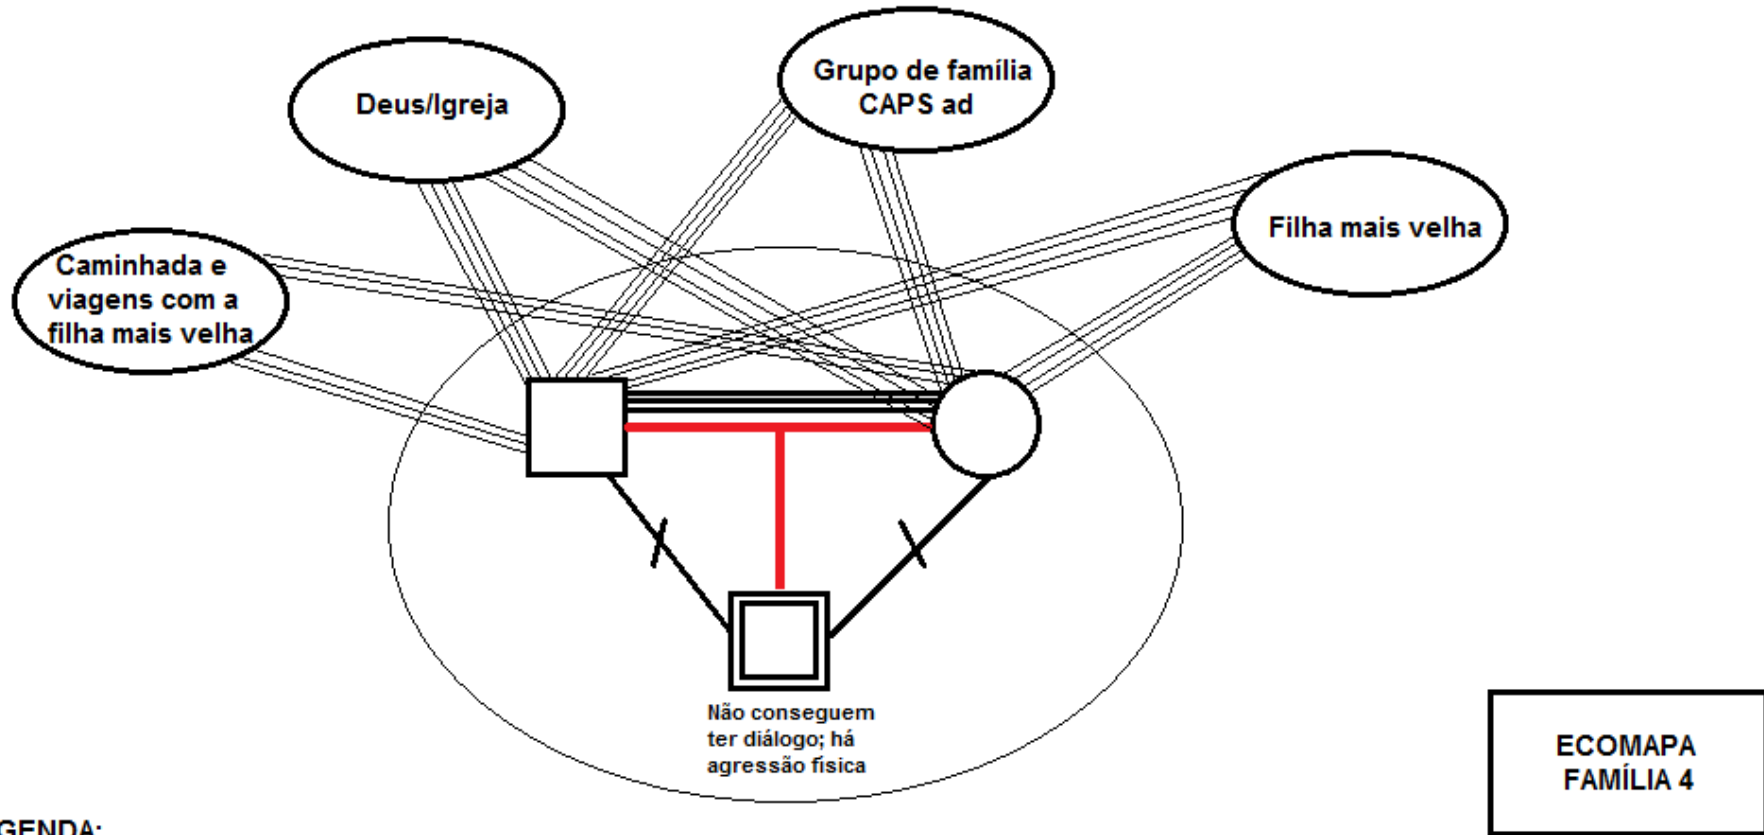 Grupo de família
CAPS ad
Deus/Igreja
Filha mais velha
Caminhada e
viagens com a
filha mais velha
Não conseguem
ter diálogo; há
agressão física
ECOMAPA
FAMÍLIA 4
GENDA: